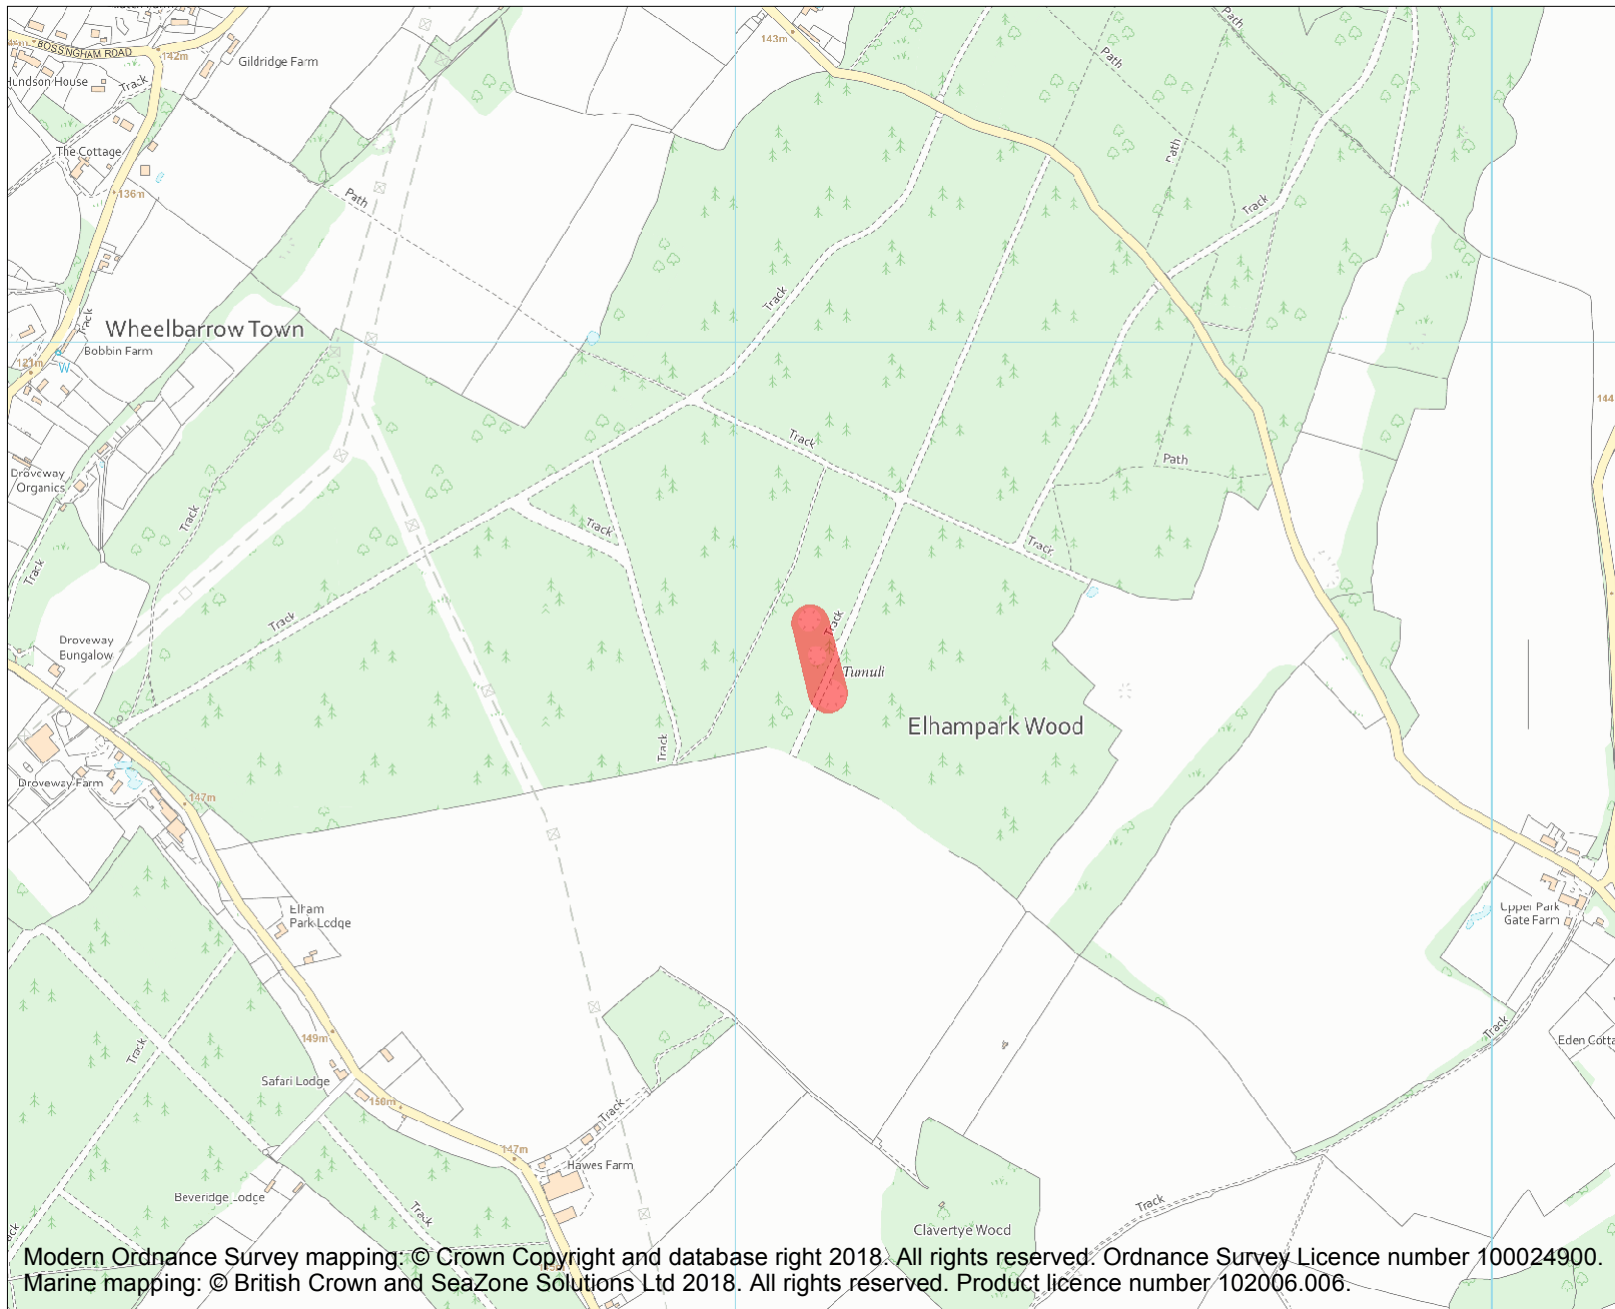 BOSSNGHAM ROAD
142m
Gildridge Farm
143m
Path
Path
Hundson House
Track
The Cottage
136m
Path
Path
Track
Track
Track
Wheelbarrow Town
Bobbin Farm
121m
W
144
Track
Path
Droveway
Organics
Track
Track
Track
Track
Track
Track
Droveway
Bungalow
Tumuli
Elhampark Wood
Track
Droveway Farm
147m
Elham
Park Lodge
Upper Park
Gate Farm
Track
149m
Track
Eden Cotta
Safari Lodge
150m
Track
147m
Hawes Farm
Beveridge Lodge
Track
Track
Clavertye Wood
Modern Ordnance Survey mapping: © Crown Copyright and database right 2018. All rights reserved. Ordnance Survey Licence number 100024900.
Marine mapping: © British Crown and SeaZone Solutions Ltd 2018. All rights reserved. Product licence number 102006.006.